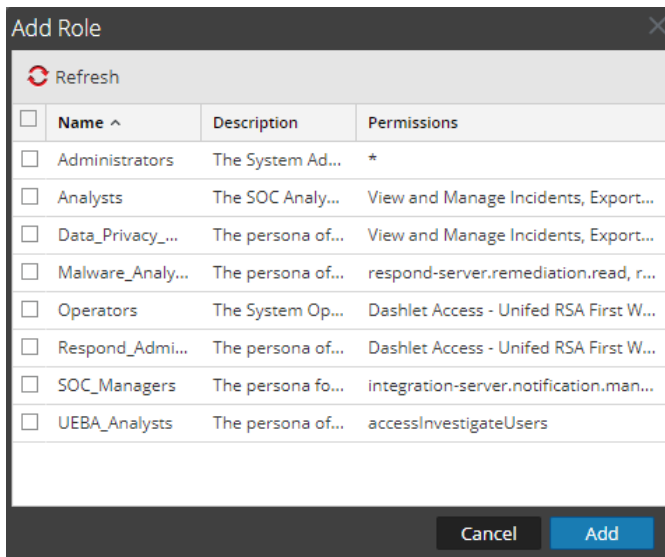 Add Role
Refresh
Name Description Permissions
Administrators The System Ad... *
Analysts The SOC Analy... View and Manage Incidents, Export...
Data_Privacy_... The persona of... View and Manage Incidents, Export...
Malware_Analy... The persona of... respond-server.remediation.read, r...
Operators The System Op... Dashlet Access - Unifed RSA First W...
Respond_Admi... The persona of... Dashlet Access - Unifed RSA First W...
SOC_Managers The persona fo... integration-server.notification.man...
UEBA_Analysts The persona of... accessInvestigateUsers
Cancel Add